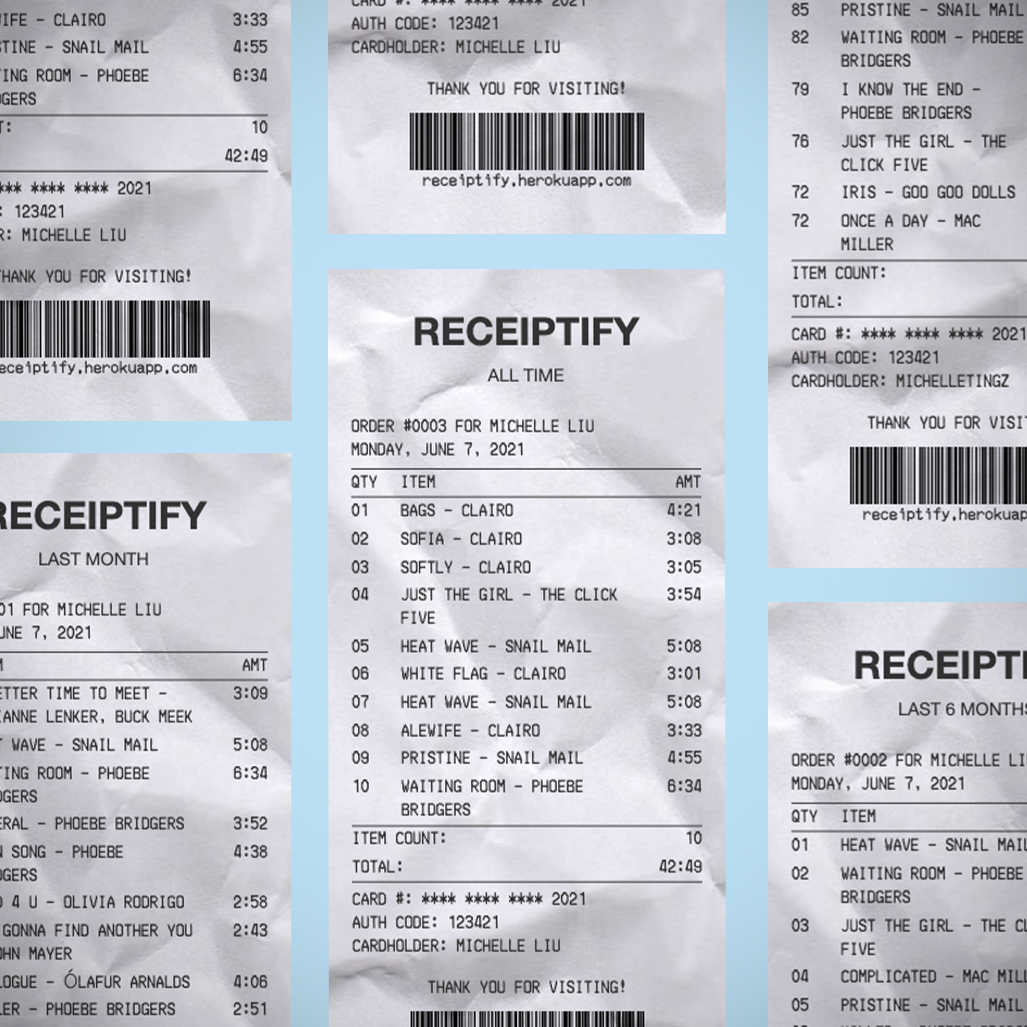 IFE - CLAIRO 3:33
TINE - SNAIL MAIL 4:55
ING ROOM - PHOEBE 6:34
GERS
T: 10
42:49
*** **** **** 2021
: 123421
R: MICHELLE LIU
HANK YOU FOR VISITING!
receiptify.herokuapp.com
RECEIPTIFY
LAST MONTH
01 FOR MICHELLE LIU
UNE 7, 2021
M AMT
ETTER TIME TO MEET - 3:09
IANNE LENKER, BUCK MEEK
T WAVE - SNAIL MAIL 5:08
TING ROOM - PHOEBE 6:34
DGERS
ERAL - PHOEBE BRIDGERS 3:52
N SONG - PHOEBE 4:38
DGERS
D 4 U - OLIVIA RODRIGO 2:58
GONNA FIND ANOTHER YOU 2:43
OHN MAYER
LOGUE - ÓLAFUR ARNALDS 4:06
LER - PHOEBE BRIDGERS 2:51
CARD #: **** **** **** 2021
AUTH CODE: 123421
CARDHOLDER: MICHELLE LIU
THANK YOU FOR VISITING!
receiptify.herokuapp.com
RECEIPTIFY
ALL TIME
ORDER #0003 FOR MICHELLE LIU
MONDAY, JUNE 7, 2021
QTY ITEM AMT
01 BAGS - CLAIRO 4:21
02 SOFIA - CLAIRO 3:08
03 SOFTLY - CLAIRO 3:05
04 JUST THE GIRL - THE CLICK 3:54
FIVE
05 HEAT WAVE - SNAIL MAIL 5:08
06 WHITE FLAG - CLAIRO 3:01
07 HEAT WAVE - SNAIL MAIL 5:08
08 ALEWIFE - CLAIRO 3:33
09 PRISTINE - SNAIL MAIL 4:55
10 WAITING ROOM - PHOEBE 6:34
BRIDGERS
ITEM COUNT: 10
TOTAL: 42:49
CARD #: **** **** **** 2021
AUTH CODE: 123421
CARDHOLDER: MICHELLE LIU
THANK YOU FOR VISITING!
85 PRISTINE - SNAIL MAIL
82 WAITING ROOM - PHOEBE
BRIDGERS
79 I KNOW THE END -
PHOEBE BRIDGERS
76 JUST THE GIRL - THE
CLICK FIVE
72 IRIS - GOO GOO DOLLS
72 ONCE A DAY - MAC
MILLER
ITEM COUNT:
TOTAL:
CARD #: **** **** **** 2021
AUTH CODE: 123421
CARDHOLDER: MICHELLETINGZ
THANK YOU FOR VISIT
receiptify.herokuapp
RECEIPTI
LAST 6 MONTHS
ORDER #0002 FOR MICHELLE LI
MONDAY, JUNE 7, 2021
QTY ITEM
01 HEAT WAVE - SNAIL MAIL
02 WAITING ROOM - PHOEBE
BRIDGERS
03 JUST THE GIRL - THE CL
FIVE
04 COMPLICATED - MAC MILL
05 PRISTINE - SNAIL MAIL